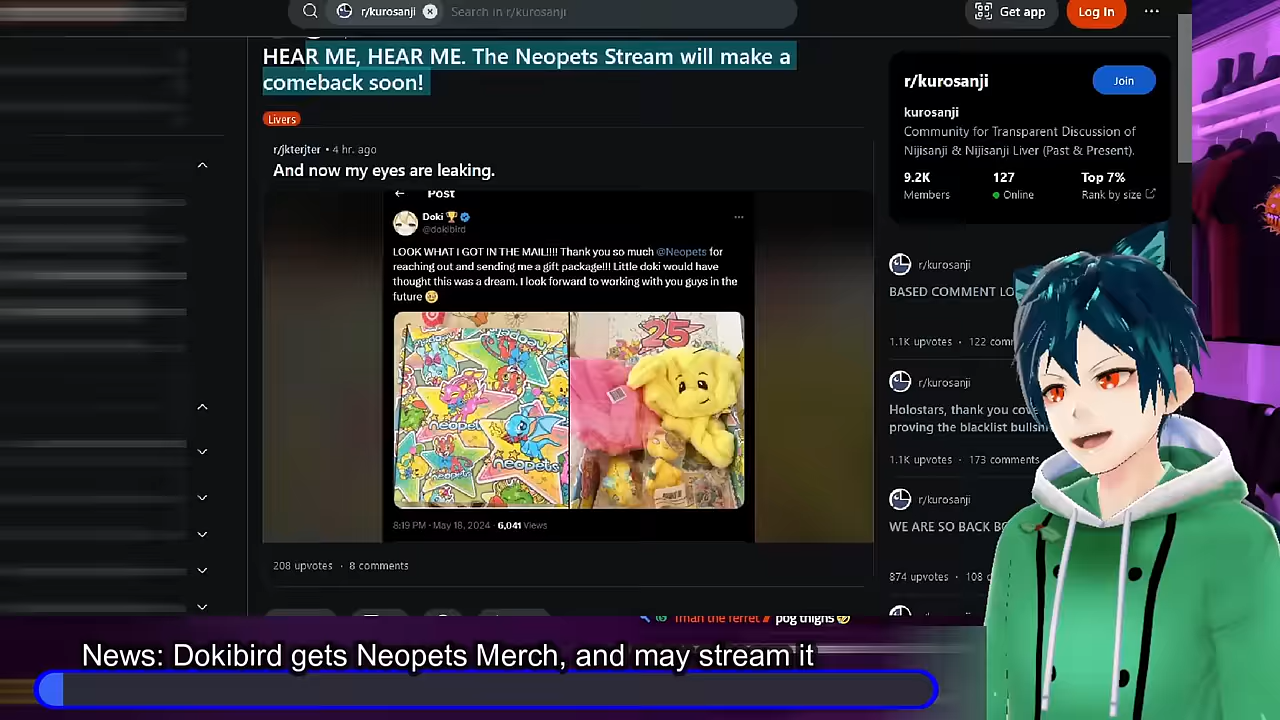 r/kurosanji
Search in r/kurosanji
Get app
Log In
HEAR ME, HEAR ME. The Neopets Stream will make a
comeback soon!
Livers
r/jkterjter • 4 hr. ago
And now my eyes are leaking.
Post
Doki
@dokibird
LOOK WHAT I GOT IN THE MAIL!!!! Thank you so much @Neopets for
reaching out and sending me a gift package!!! Little doki would have
thought this was a dream. I look forward to working with you guys in the
future
neopets
neopets
25
8:19 PM · May 18, 2024 · 6,041 Views
208 upvotes · 8 comments
r/kurosanji
Join
kurosanji
Community for Transparent Discussion of
Nijisanji & Nijisanji Liver (Past & Present).
9.2K
127
Top 7%
Members
Online
Rank by size
r/kurosanji
BASED COMMENT LO
1.1K upvotes · 122 com
r/kurosanji
Holostars, thank you
proving the blacklist
1.1K upvotes · 173 comments
r/kurosanji
WE ARE SO BACK
874 upvotes · 108
the ferret
pog thighs
News: Dokibird gets Neopets Merch, and may stream it